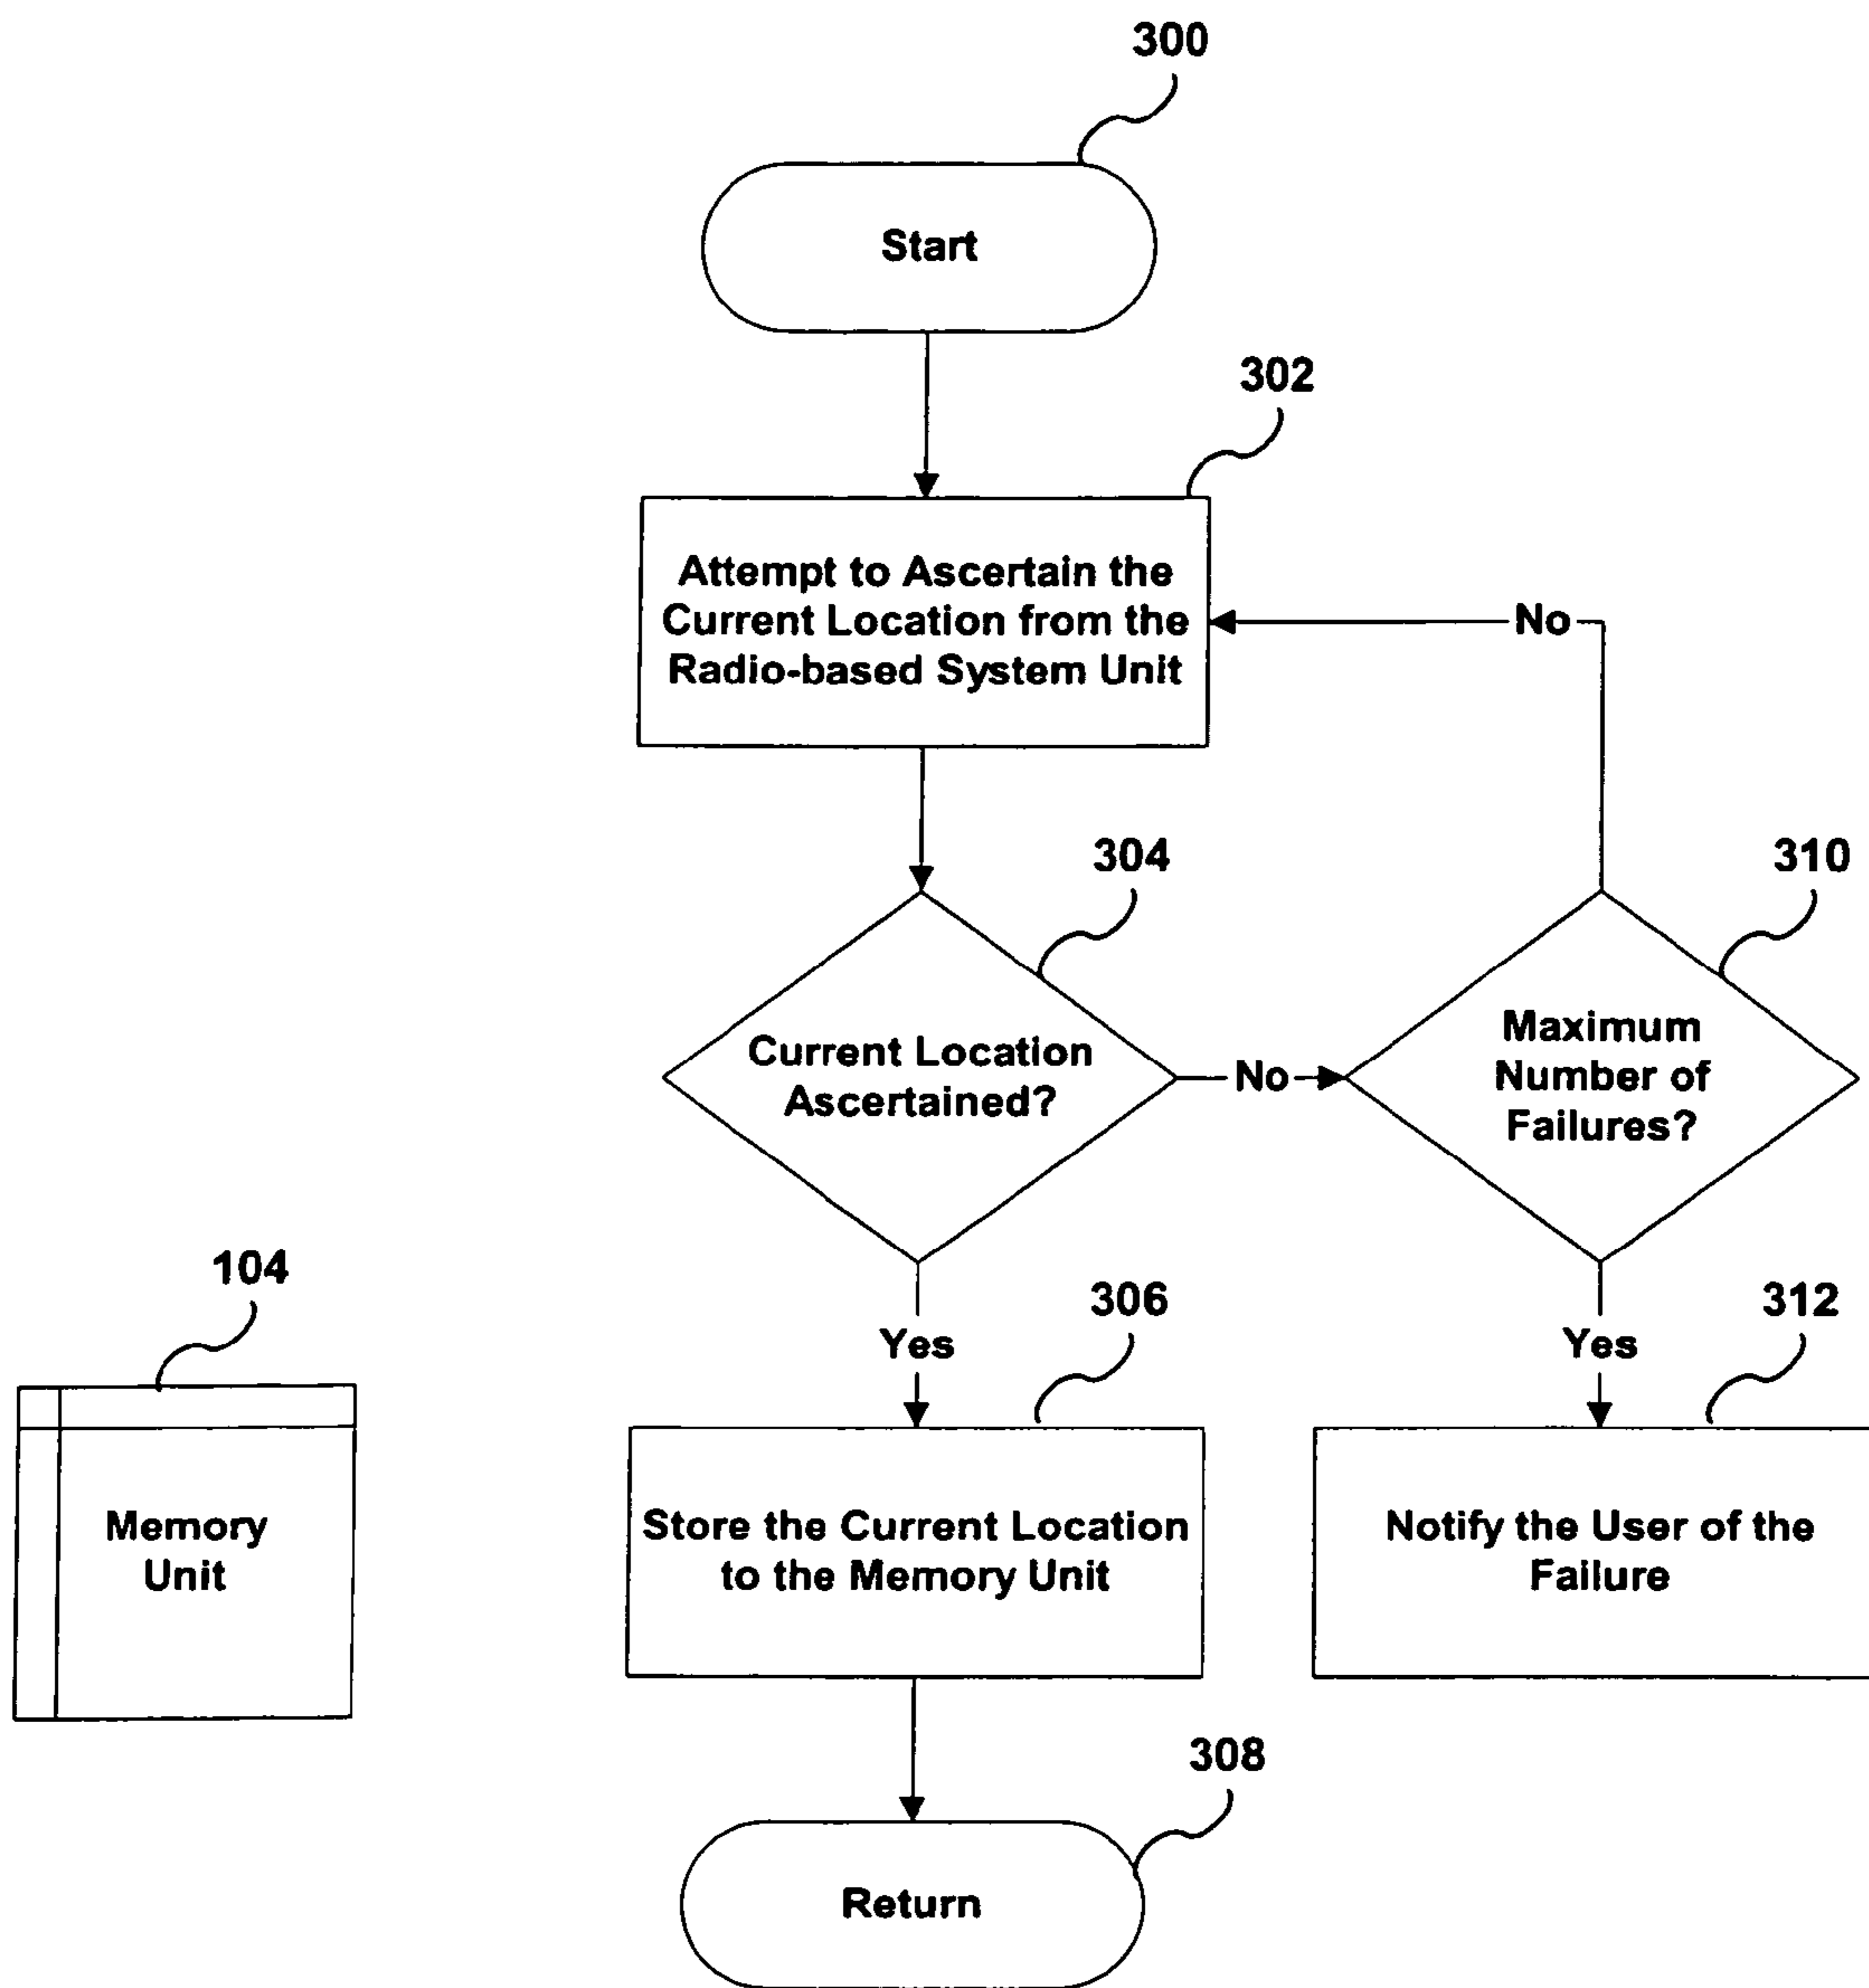 300
Start
302
Attempt to Ascertain the
Current Location from the
Radio-based System Unit
No
304
310
Current Location
Ascertained?
No
Maximum
Number of
Failures?
104
306
312
Yes
Yes
Memory
Unit
Store the Current Location
to the Memory Unit
Notify the User of the
Failure
308
Return